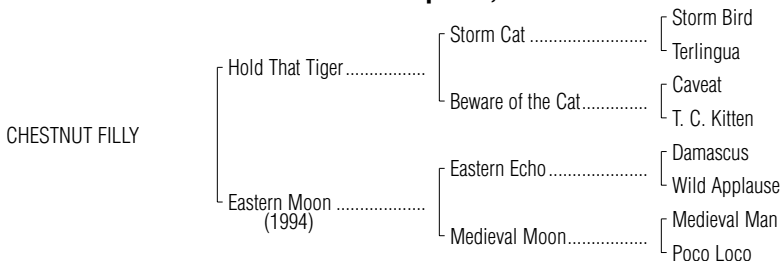 Storm Bird
Storm Cat ...........................
Terlingua
Hold That Tiger..................
Caveat
Beware of the Cat...............
T. C. Kitten
CHESTNUT FILLY
Damascus
Eastern Echo.......................
Wild Applause
Eastern Moon ....................
(1994)
Medieval Man
Medieval Moon..................
Poco Loco